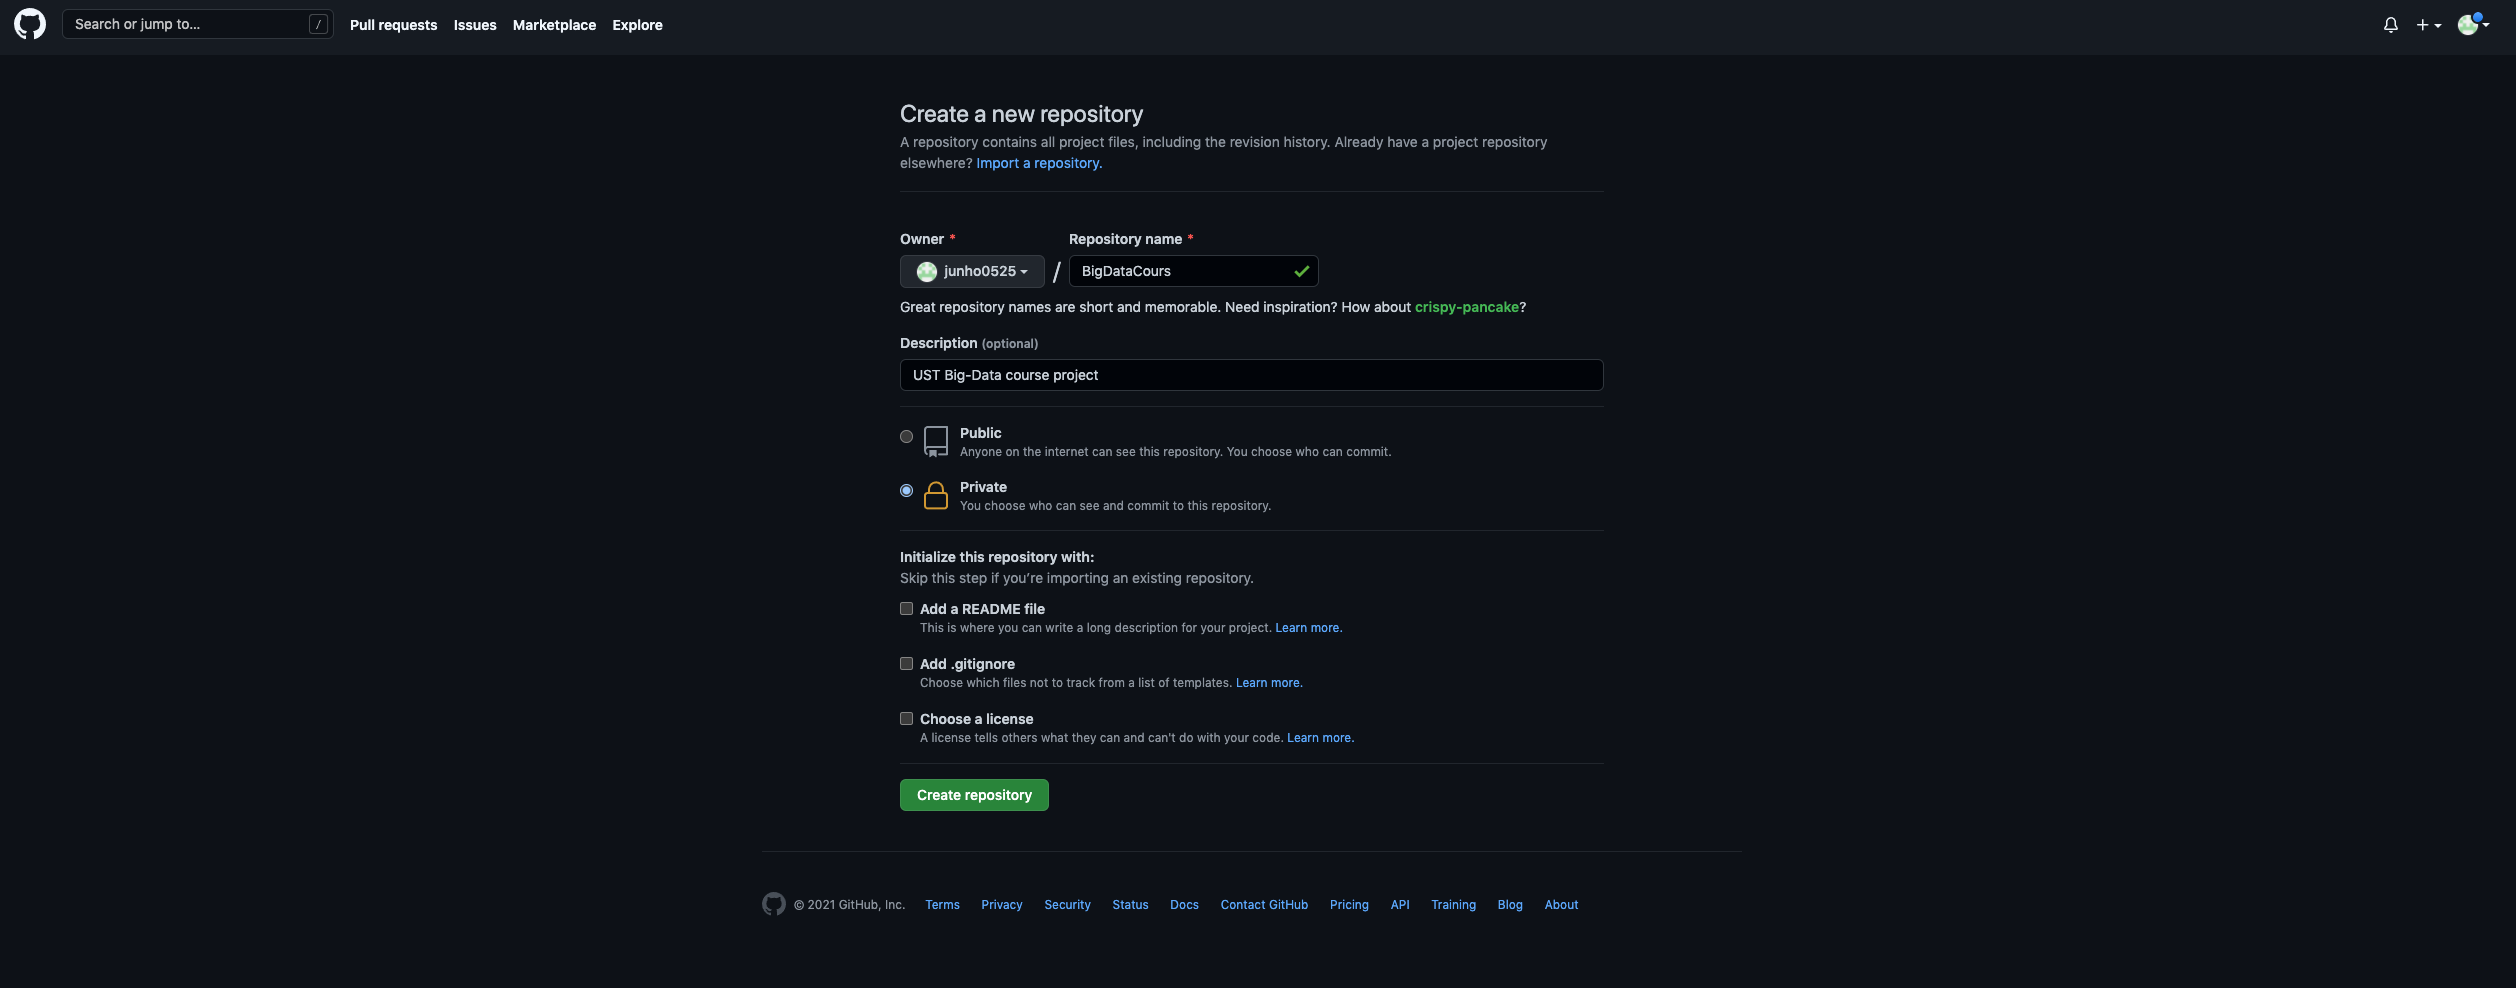 Search or jump to... / Pull requests Issues Marketplace Explore
Create a new repository
A repository contains all project files, including the revision history. Already have a project repository
elsewhere? Import a repository.
Owner * Repository name *
junho0525 / BigDataCours
Great repository names are short and memorable. Need inspiration? How about crispy-pancake?
Description (optional)
UST Big-Data course project
Public
Anyone on the internet can see this repository. You choose who can commit.
Private
You choose who can see and commit to this repository.
Initialize this repository with:
Skip this step if you’re importing an existing repository.
Add a README file
This is where you can write a long description for your project. Learn more.
Add .gitignore
Choose which files not to track from a list of templates. Learn more.
Choose a license
A license tells others what they can and can't do with your code. Learn more.
Create repository
© 2021 GitHub, Inc. Terms Privacy Security Status Docs Contact GitHub Pricing API Training Blog About